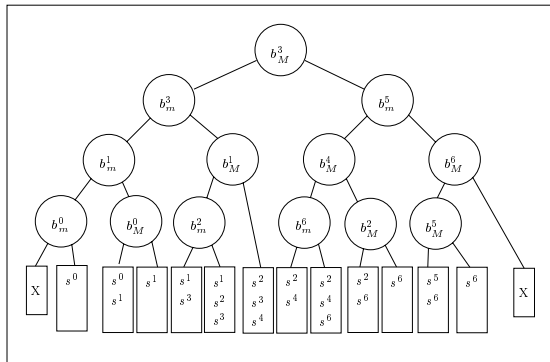 b_M^3
b_m^3 b_m^5
b_m^1 b_M^1 b_M^4 b_M^6
b_m^0 b_M^0 b_m^2 b_m^6 b_M^2 b_M^5
X s^0 s^0 s^1 s^1 s^1 s^2 s^2 s^2 s^2 s^6 s^5 s^6 X
s^1 s^3 s^2 s^3 s^4 s^4 s^6 s^6
s^3 s^4 s^6